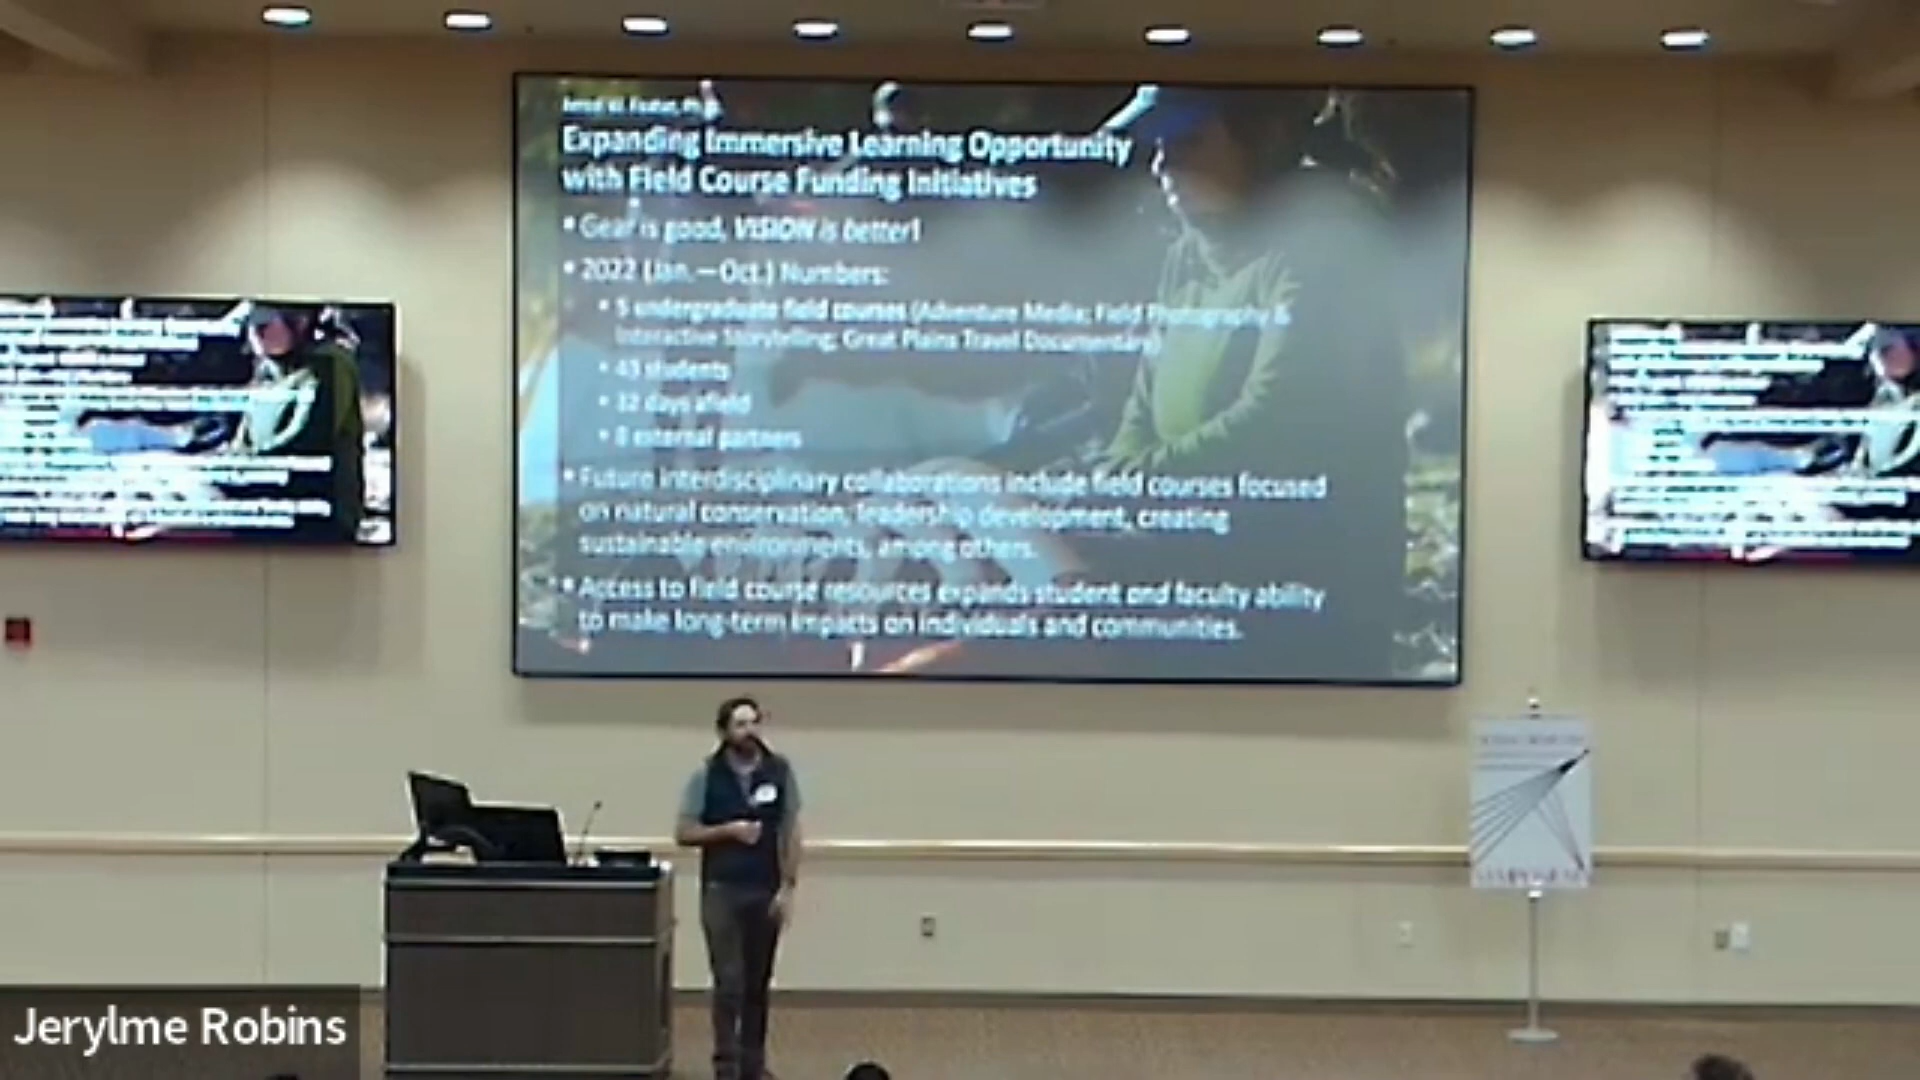 Ph.D.
Expanding Immersive Learning Opportunity
with Field Course Funding Initiatives
• Gear is good, VISION is better!
• 2022 (Jan. – Oct.) Numbers:
• 5 undergraduate field courses (Adventure Media; Field Photography &
Interactive Storytelling; Great Plains Travel Documentary)
• 43 students
• 32 days afield
• 8 external partners
• Future interdisciplinary collaborations include field courses focused
on natural conservation, leadership development, creating
sustainable environments, among others.
• Access to field course resources expands student and faculty ability
to make long-term impacts on individuals and communities.
SYMPOSIUM
Jerylme Robins